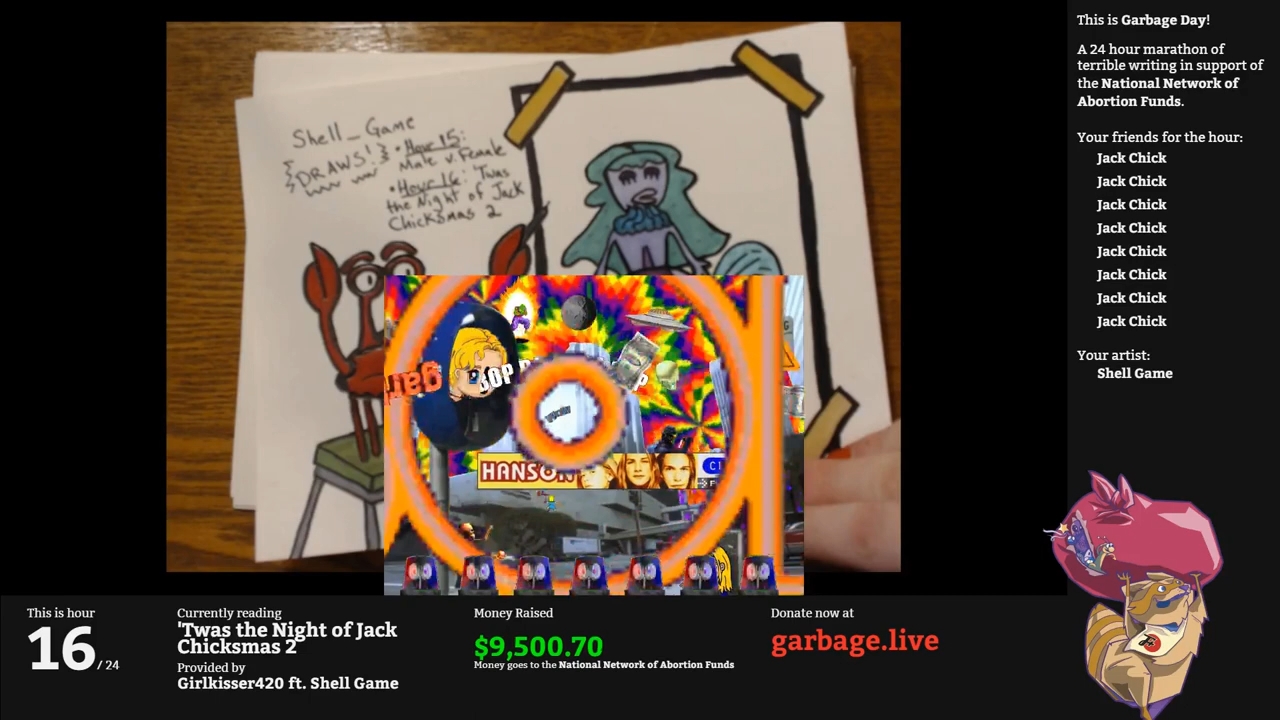 Shell_Game
{DRAWS!}
• Hour 15:
Male v. Female
• Hour 16: 'Twas
the Night of Jack
Chicksmas 2
HANSON
This is Garbage Day!
A 24 hour marathon of
terrible writing in support of
the National Network of
Abortion Funds.
Your friends for the hour:
Jack Chick
Jack Chick
Jack Chick
Jack Chick
Jack Chick
Jack Chick
Jack Chick
Jack Chick
Your artist:
Shell Game
This is hour
16 / 24
Currently reading
'Twas the Night of Jack
Chicksmas 2
Provided by
Girlkisser420 ft. Shell Game
Money Raised
$9,500.70
Money goes to the National Network of Abortion Funds
Donate now at
garbage.live